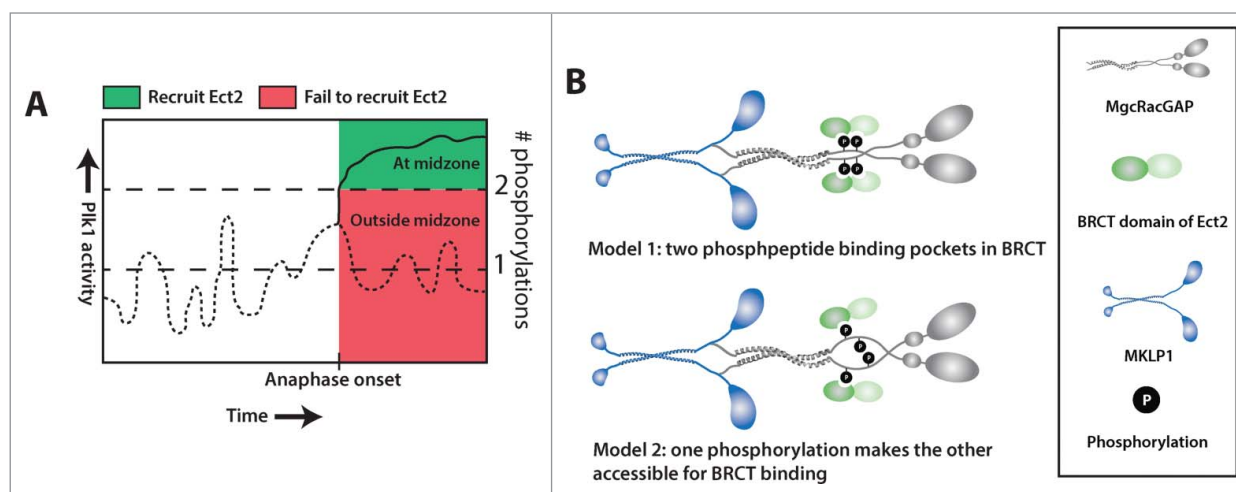 A
Recruit Ect2
Fail to recruit Ect2
Plk1 activity
At midzone
2
Outside midzone
1
# phosphorylations
Anaphase onset
Time
B
P P
P P
Model 1: two phosphpeptide binding pockets in BRCT
P
P
P
P
Model 2: one phosphorylation makes the other
accessible for BRCT binding
MgcRacGAP
BRCT domain of Ect2
MKLP1
P
Phosphorylation